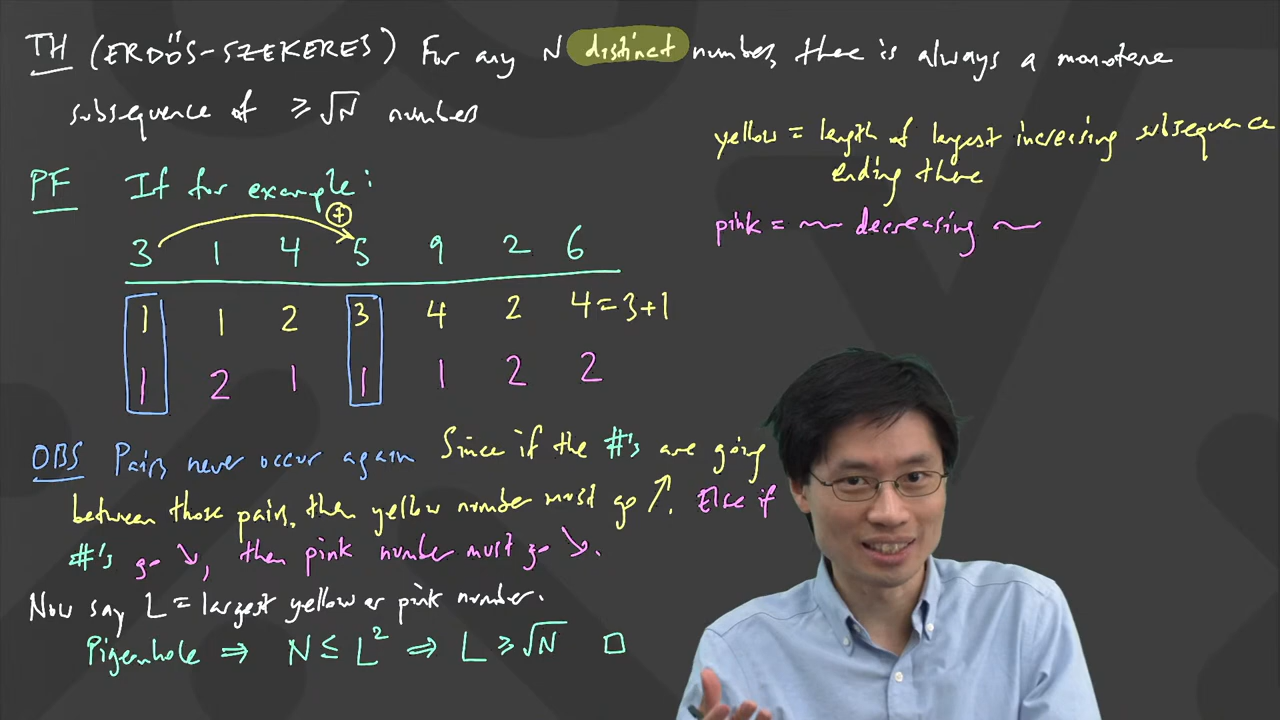 TH (ERDŐS-SZEKERES) For any N distinct numbers, there is always a monotone
subsequence of ≥ √N numbers
yellow = length of largest increasing subsequence
ending there
pink = ~ decreasing ~
PF If for example:
+
3 1 4 5 9 2 6
1 1 2 3 4 2 4=3+1
1 2 1 1 1 2 2
OBS Pairs never occur again Since if the #'s are going
between those pairs, then yellow number must go ↗. Else if
#'s go ↘, then pink number must go ↘.
Now say L = largest yellow or pink number.
Pigeonhole ⇒ N ≤ L² ⇒ L ≥ √N □